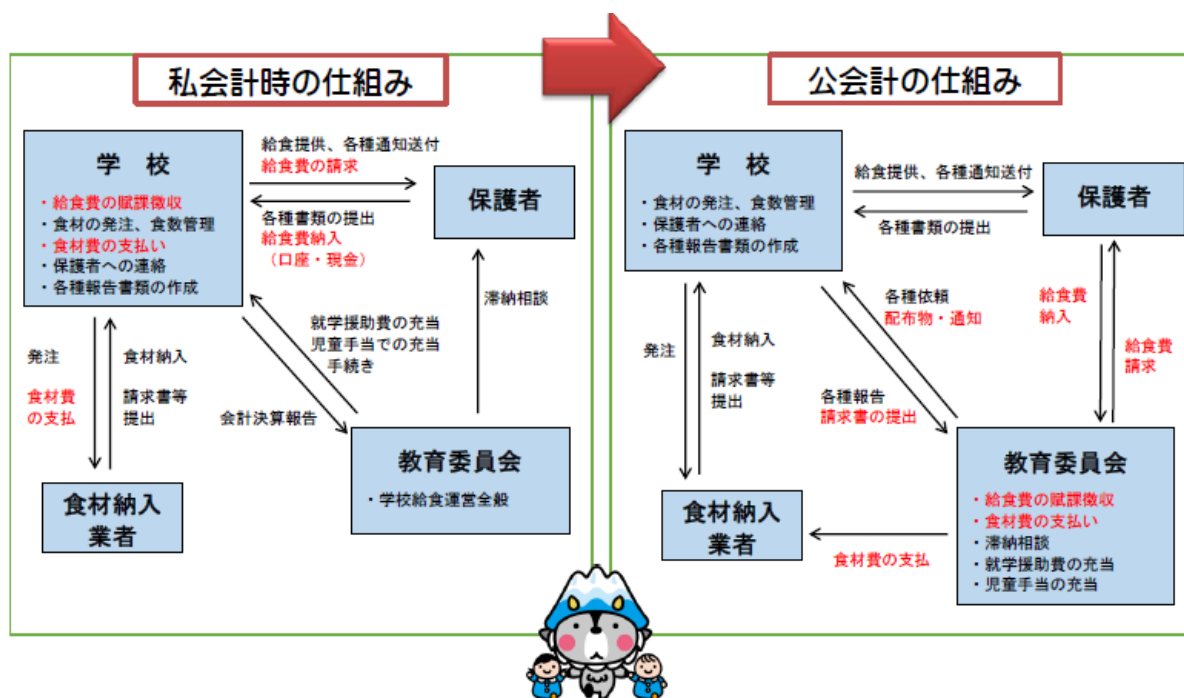 私会計時の仕組み
学 校
・給食費の賦課徴収
・食材の発注、食数管理
・食材費の支払い
・保護者への連絡
・各種報告書類の作成
給食提供、各種通知送付
給食費の請求
各種書類の提出
給食費納入
（口座・現金）
保護者
滞納相談
就学援助費の充当
児童手当での充当
手続き
会計決算報告
発注
食材費
の支払
食材納入
請求書等
提出
食材納入
業者
教育委員会
・学校給食運営全般
公会計の仕組み
学 校
・食材の発注、食数管理
・保護者への連絡
・各種報告書類の作成
給食提供、各種通知送付
各種書類の提出
保護者
給食費
納入
給食費
請求
各種依頼
配布物・通知
各種報告
請求書の提出
発注
食材納入
請求書等
提出
食材納入
業者
食材費の支払
教育委員会
・給食費の賦課徴収
・食材費の支払い
・滞納相談
・就学援助費の充当
・児童手当の充当